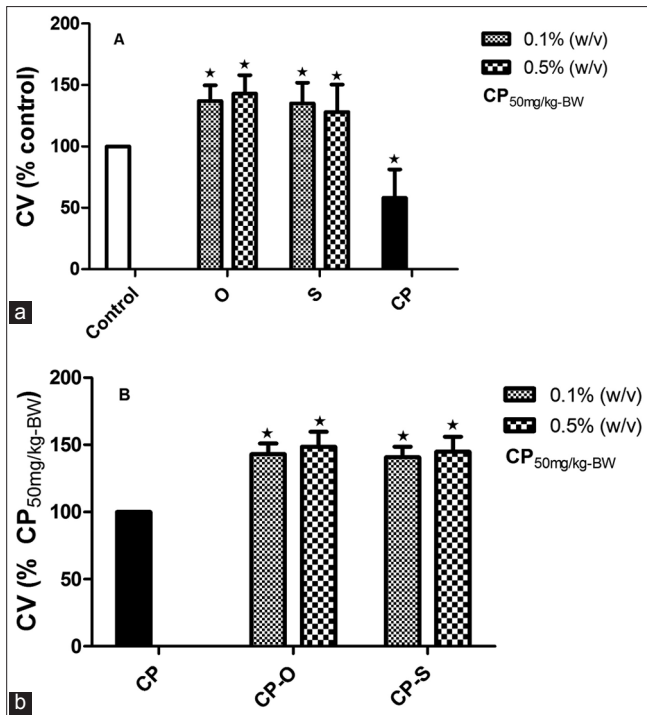 A
CV (% control)
200
150
100
50
0
★
★
★
★
★
Control
O
S
CP
0.1% (w/v)
0.5% (w/v)
CP50mg/kg-BW
a
B
CV (% CP50mg/kg-BW)
200
150
100
50
0
★
★
★
★
CP
CP-O
CP-S
0.1% (w/v)
0.5% (w/v)
CP50mg/kg-BW
b